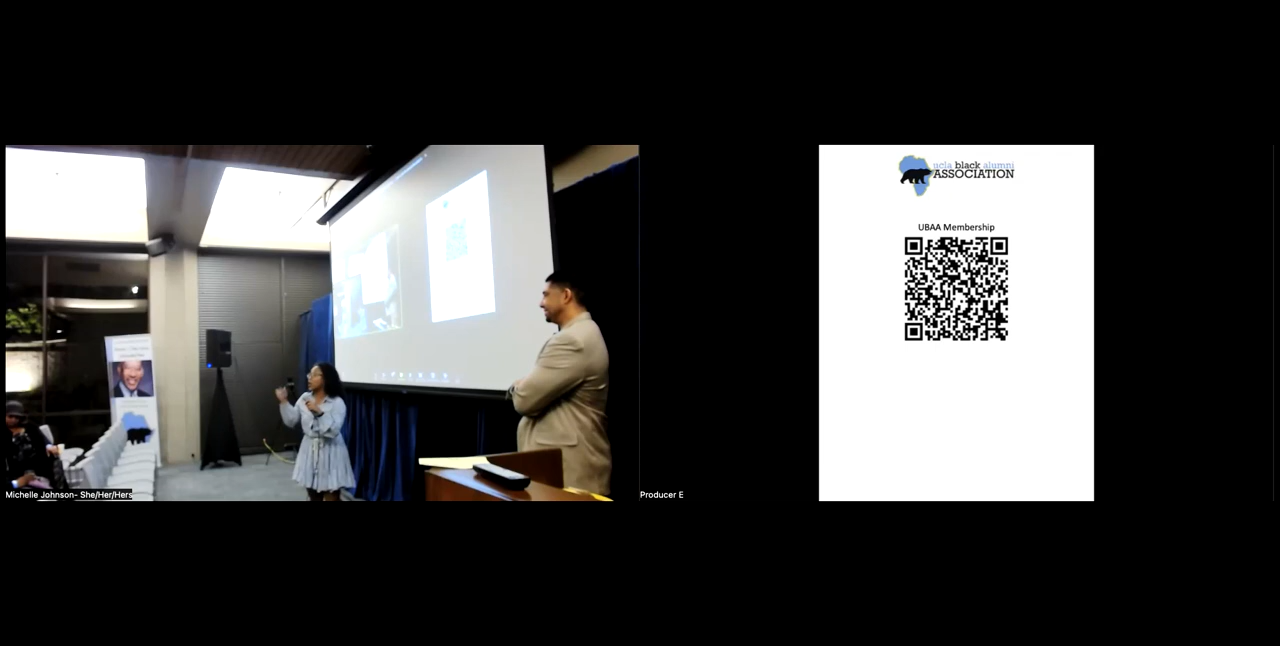 Michelle Johnson- She/Her/Hers
Producer E
ucla black alumni
ASSOCIATION
UBAA Membership